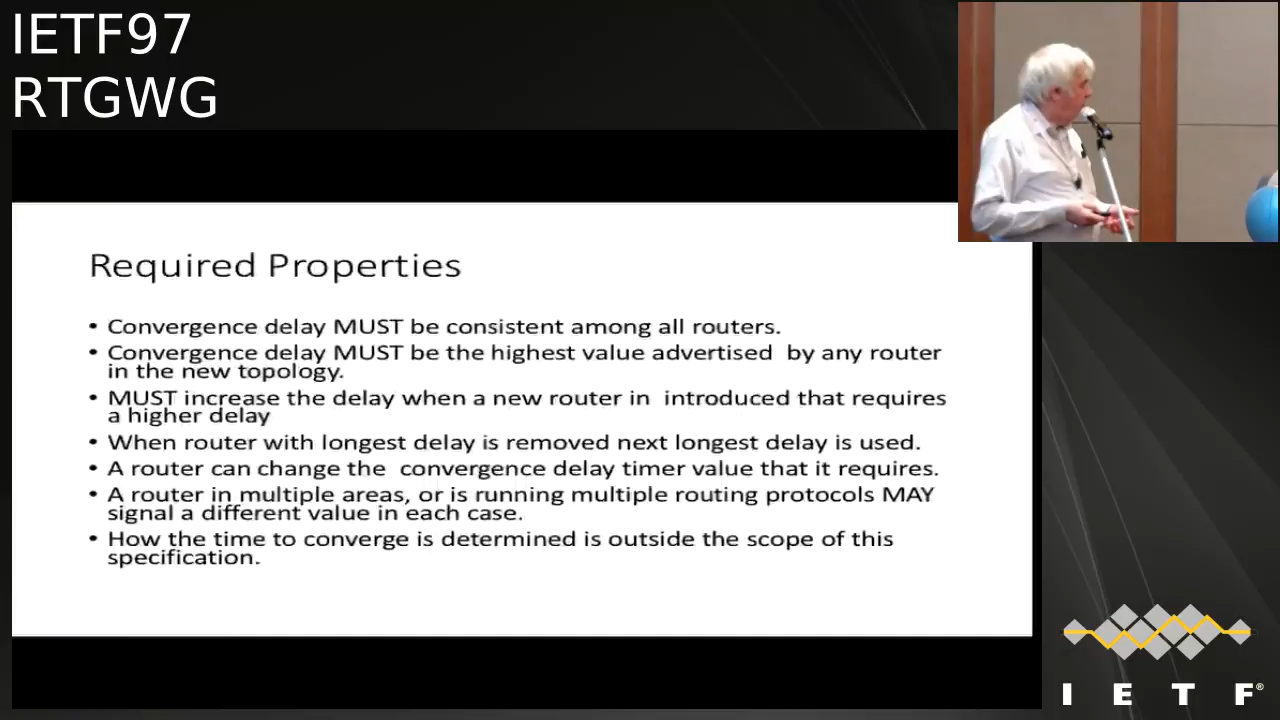 IETF97
RTGWG
Required Properties
• Convergence delay MUST be consistent among all routers.
• Convergence delay MUST be the highest value advertised by any router
in the new topology.
• MUST increase the delay when a new router in introduced that requires
a higher delay
• When router with longest delay is removed next longest delay is used.
• A router can change the convergence delay timer value that it requires.
• A router in multiple areas, or is running multiple routing protocols MAY
signal a different value in each case.
• How the time to converge is determined is outside the scope of this
specification.
I E T F®